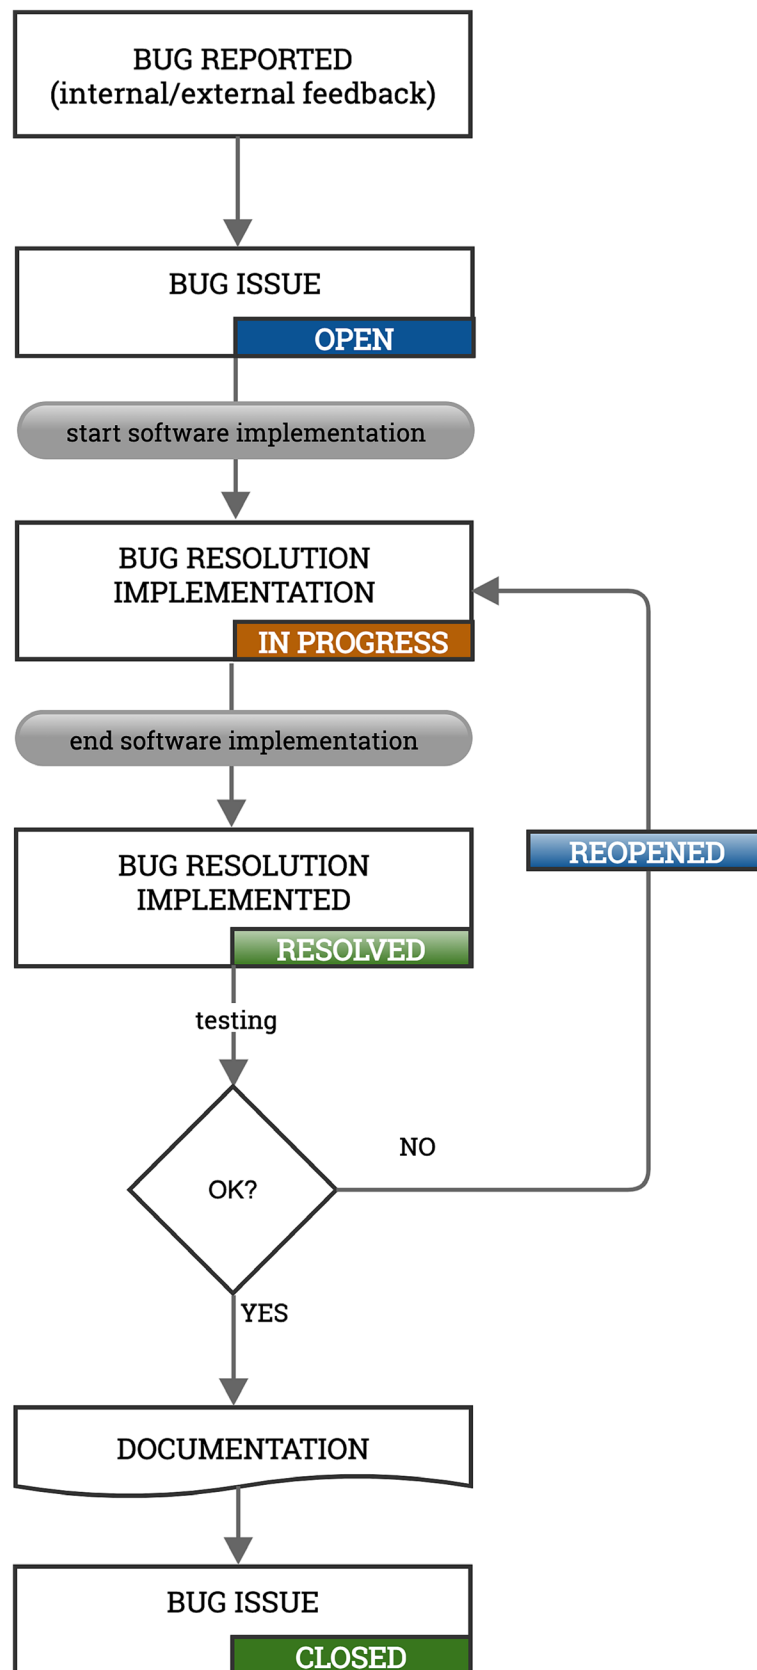 BUG REPORTED
(internal/external feedback)
BUG ISSUE
OPEN
start software implementation
BUG RESOLUTION
IMPLEMENTATION
IN PROGRESS
end software implementation
BUG RESOLUTION
IMPLEMENTED
REOPENED
RESOLVED
testing
NO
OK?
YES
DOCUMENTATION
BUG ISSUE
CLOSED